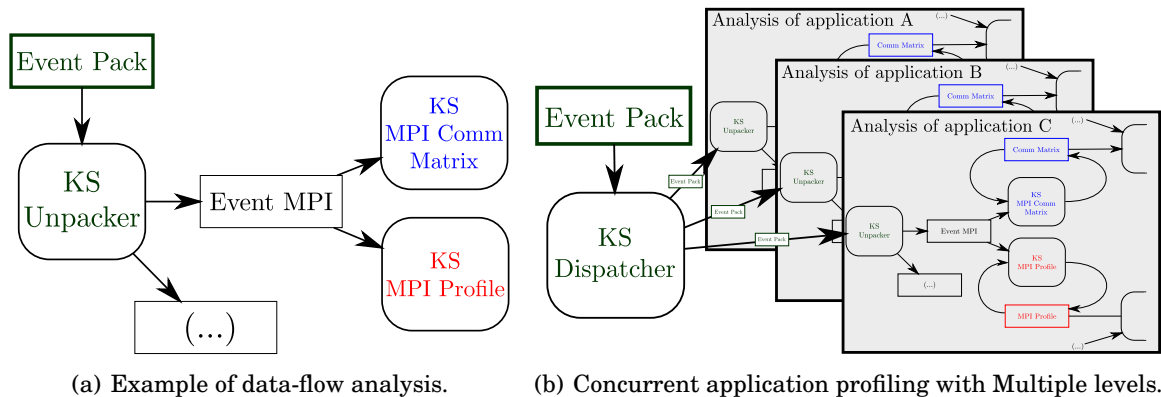 Event Pack
KS
Unpacker
Event MPI
(...)
KS
MPI Comm
Matrix
KS
MPI Profile
(a) Example of data-flow analysis.
Event Pack
KS
Dispatcher
Event Pack
Event Pack
Event Pack
Analysis of application A
(...)
Comm Matrix
KS
Unpacker
Analysis of application B
(...)
Comm Matrix
KS
Unpacker
Analysis of application C
(...)
Comm Matrix
KS
MPI Comm
Matrix
KS
Unpacker
Event MPI
(...)
KS
MPI Profile
MPI Profile
(...)
(b) Concurrent application profiling with Multiple levels.